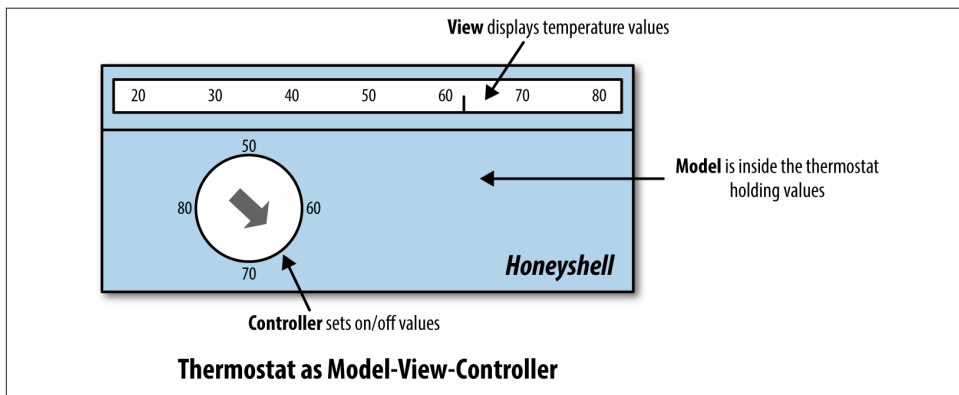 View displays temperature values
20 30 40 50 60 70 80
50
80 60
70
Model is inside the thermostat
holding values
Honeyshell
Controller sets on/off values
Thermostat as Model-View-Controller